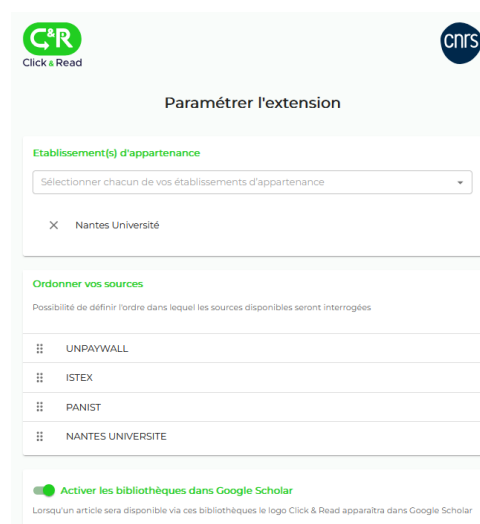 C&R
Click & Read
cnrs
Paramétrer l'extension
Etablissement(s) d'appartenance
Sélectionner chacun de vos établissements d'appartenance
Nantes Université
Ordonner vos sources
Possibilité de définir l'ordre dans lequel les sources disponibles seront interrogées
UNPAYWALL
ISTEX
PANIST
NANTES UNIVERSITE
Activer les bibliothèques dans Google Scholar
Lorsqu'un article sera disponible via ces bibliothèques le logo Click & Read apparaîtra dans Google Scholar